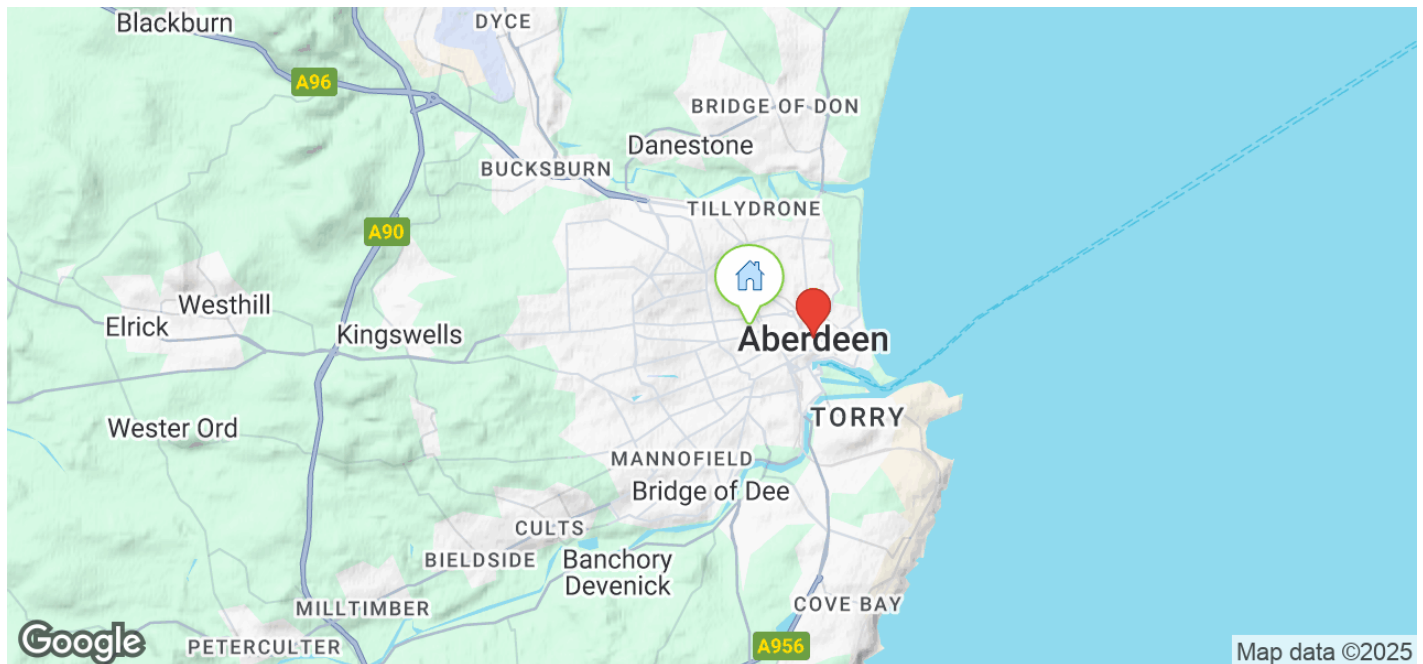 Blackburn
DYCE
A96
BRIDGE OF DON
Danestone
BUCKSBURN
TILLYDRONE
A90
Westhill
Elrick
Kingswells
Aberdeen
TORRY
Wester Ord
MANNOFIELD
Bridge of Dee
CULTS
BIELDSIDE
Banchory
Devenick
MILLTIMBER
COVE BAY
PETERCULTER
A956
Google
Map data ©2025